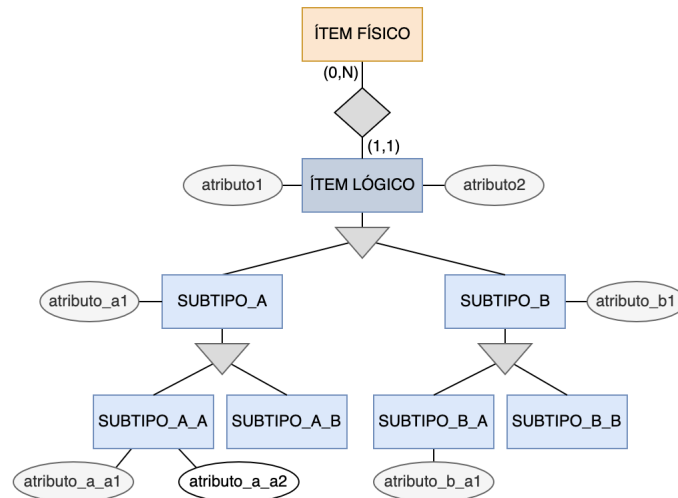 ÍTEM FÍSICO
(0,N)
(1,1)
atributo1
ÍTEM LÓGICO
atributo2
atributo_a1
SUBTIPO_A
SUBTIPO_B
atributo_b1
SUBTIPO_A_A
SUBTIPO_A_B
SUBTIPO_B_A
SUBTIPO_B_B
atributo_a_a1
atributo_a_a2
atributo_b_a1